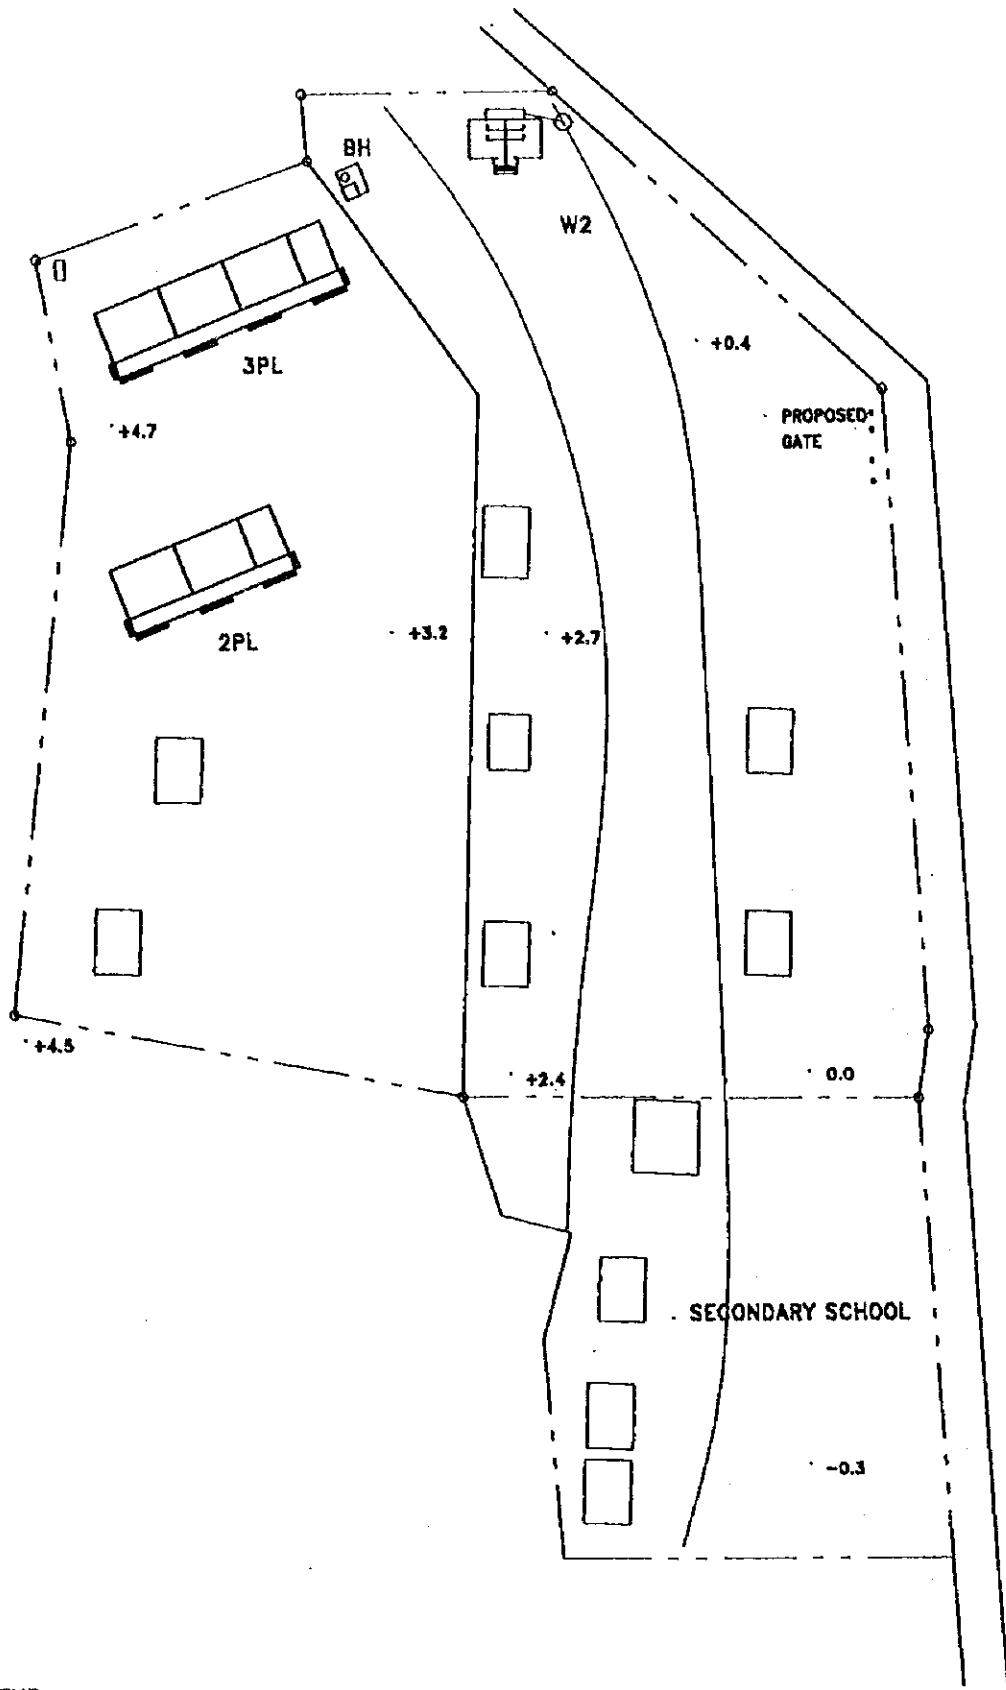 BH
W2
+0.4
3PL
PROPOSED
GATE
+4.7
2PL
+3.2
+2.7
+4.5
+2.4
0.0
SECONDARY SCHOOL
-0.3